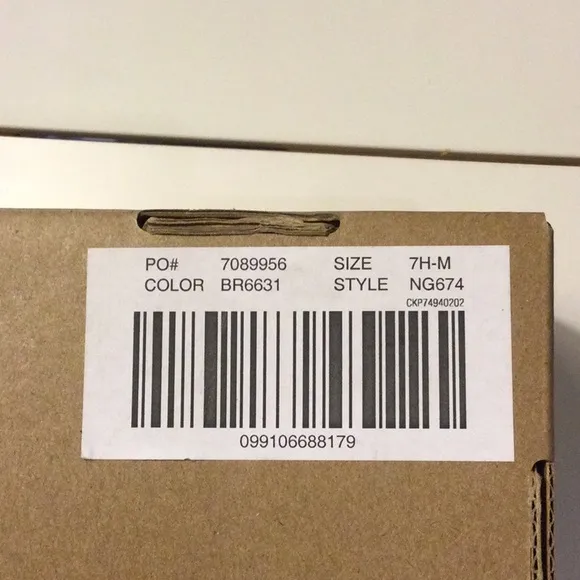 PO# 7089956 SIZE 7H-M
COLOR BR6631 STYLE NG674
CKP74940202
099106688179